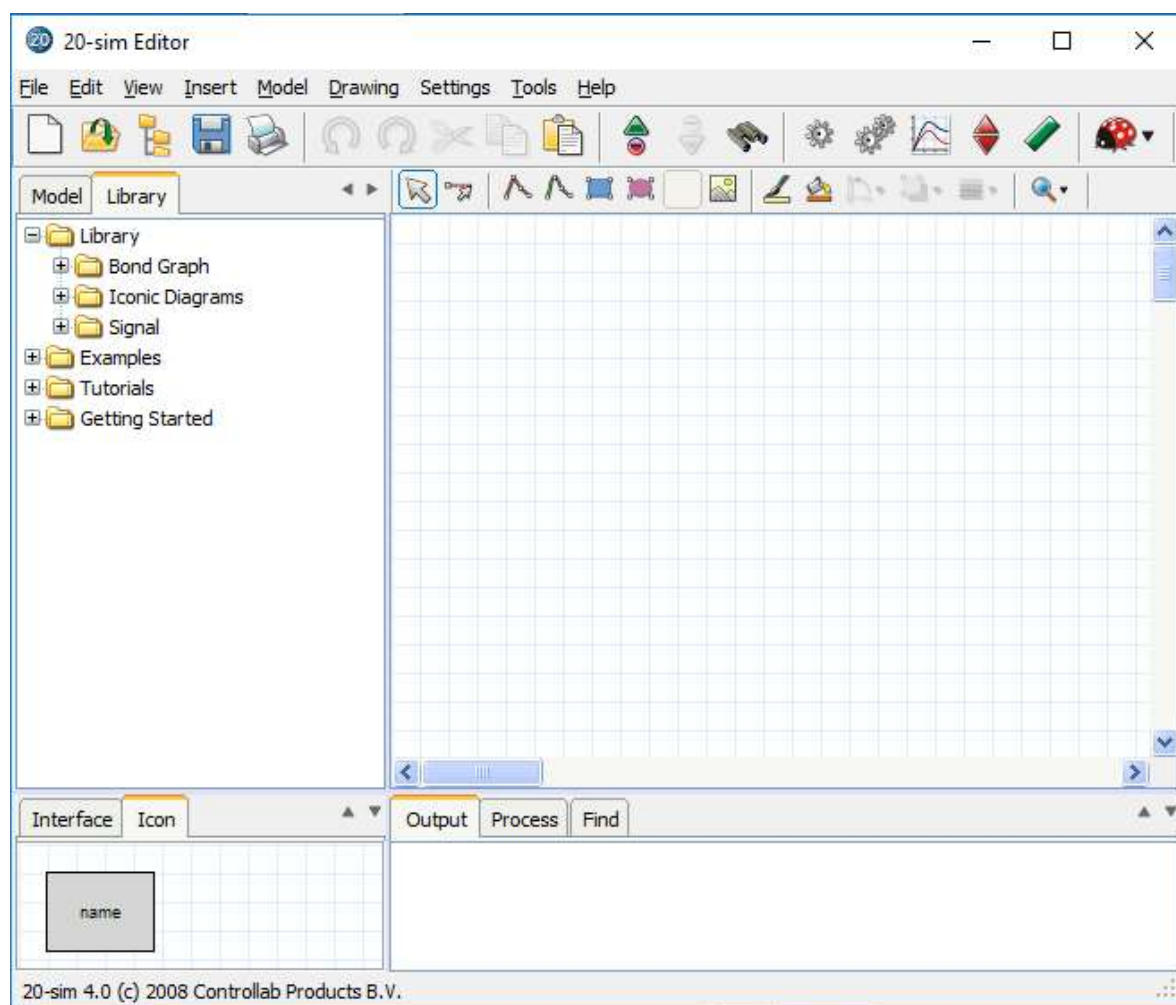 20-sim Editor
File Edit View Insert Model Drawing Settings Tools Help
Model Library
Library
Bond Graph
Iconic Diagrams
Signal
Examples
Tutorials
Getting Started
Interface Icon
Output Process Find
name
20-sim 4.0 (c) 2008 Controllab Products B.V.